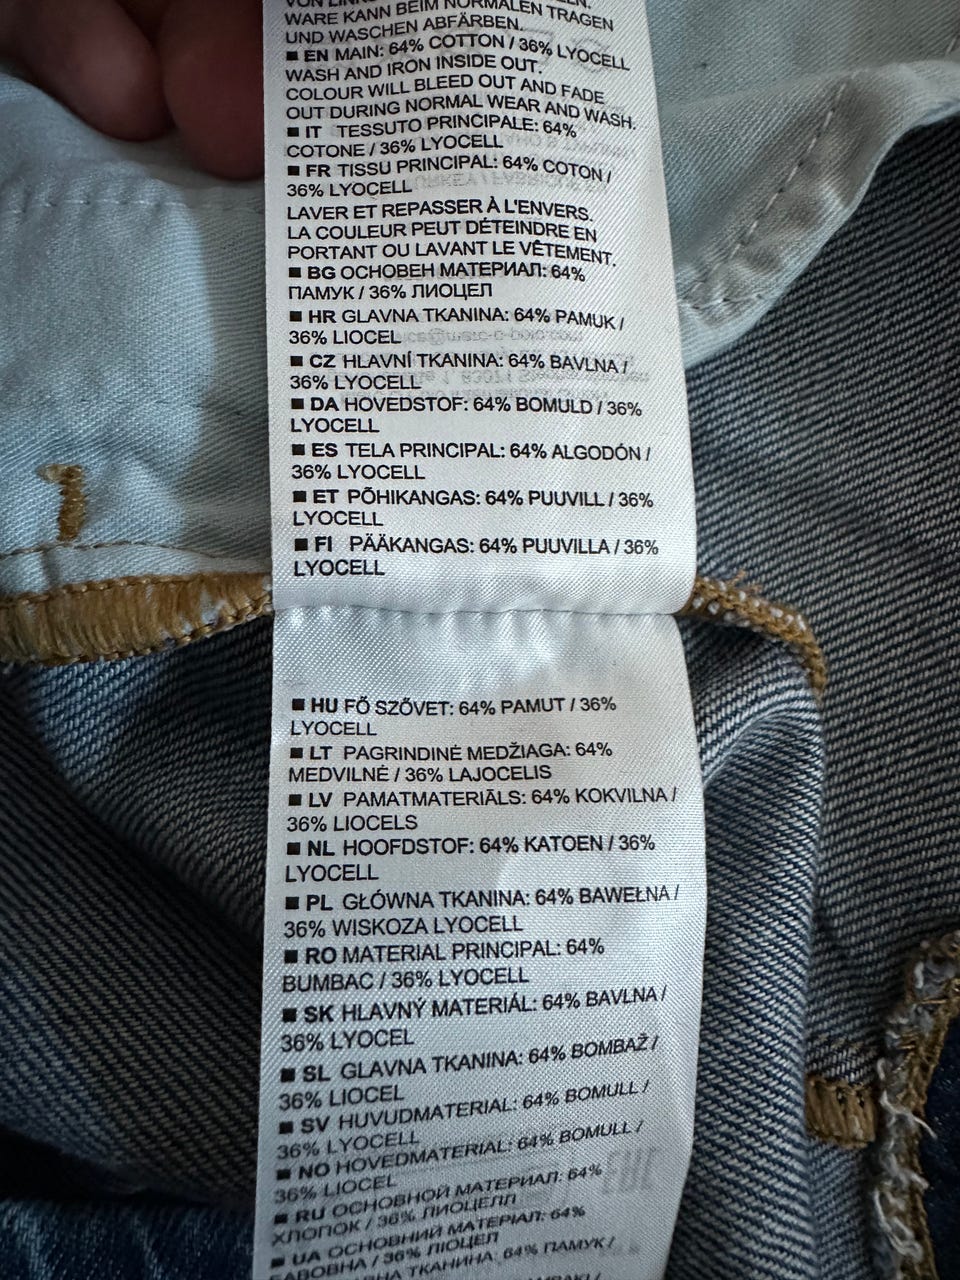 WARE KANN BEIM NORMALEN TRAGEN
UND WASCHEN ABFÄRBEN.
■ EN MAIN: 64% COTTON / 36% LYOCELL
WASH AND IRON INSIDE OUT.
COLOUR WILL BLEED OUT AND FADE
OUT DURING NORMAL WEAR AND WASH.
■ IT TESSUTO PRINCIPALE: 64%
COTONE / 36% LYOCELL
■ FR TISSU PRINCIPAL: 64% COTON /
36% LYOCELL
LAVER ET REPASSER À L'ENVERS.
LA COULEUR PEUT DÉTEINDRE EN
PORTANT OU LAVANT LE VÊTEMENT.
■ BG ОСНОВЕН МАТЕРИАЛ: 64%
ПАМУК / 36% ЛИОЦЕЛ
■ HR GLAVNA TKANINA: 64% PAMUK /
36% LIOCEL
■ CZ HLAVNÍ TKANINA: 64% BAVLNA /
36% LYOCELL
■ DA HOVEDSTOF: 64% BOMULD / 36%
LYOCELL
■ ES TELA PRINCIPAL: 64% ALGODÓN /
36% LYOCELL
■ ET PÕHIKANGAS: 64% PUUVILL / 36%
LYOCELL
■ FI PÄÄKANGAS: 64% PUUVILLA / 36%
LYOCELL
■ HU FŐ SZŐVET: 64% PAMUT / 36%
LYOCELL
■ LT PAGRINDINĖ MEDŽIAGA: 64%
MEDVILNĖ / 36% LAJOCELIS
■ LV PAMATMATERIĀLS: 64% KOKVILNA /
36% LIOCELS
■ NL HOOFDSTOF: 64% KATOEN / 36%
LYOCELL
■ PL GŁÓWNA TKANINA: 64% BAWEŁNA /
36% WISKOZA LYOCELL
■ RO MATERIAL PRINCIPAL: 64%
BUMBAC / 36% LYOCELL
■ SK HLAVNÝ MATERIÁL: 64% BAVLNA /
36% LYOCEL
■ SL GLAVNA TKANINA: 64% BOMBAŽ /
36% LIOCEL
■ SV HUVUDMATERIAL: 64% BOMULL /
36% LYOCELL
■ NO HOVEDMATERIAL: 64% BOMULL /
36% LIOCEL
■ RU ОСНОВНОЙ МАТЕРИАЛ: 64%
ХЛОПОК / 36% ЛИОЦЕЛЛ
■ UA ОСНОВНИЙ МАТЕРІАЛ: 64%
БАВОВНА / 36% ЛІОЦЕЛ
ТКАНИНА: 64% ПАМУК /